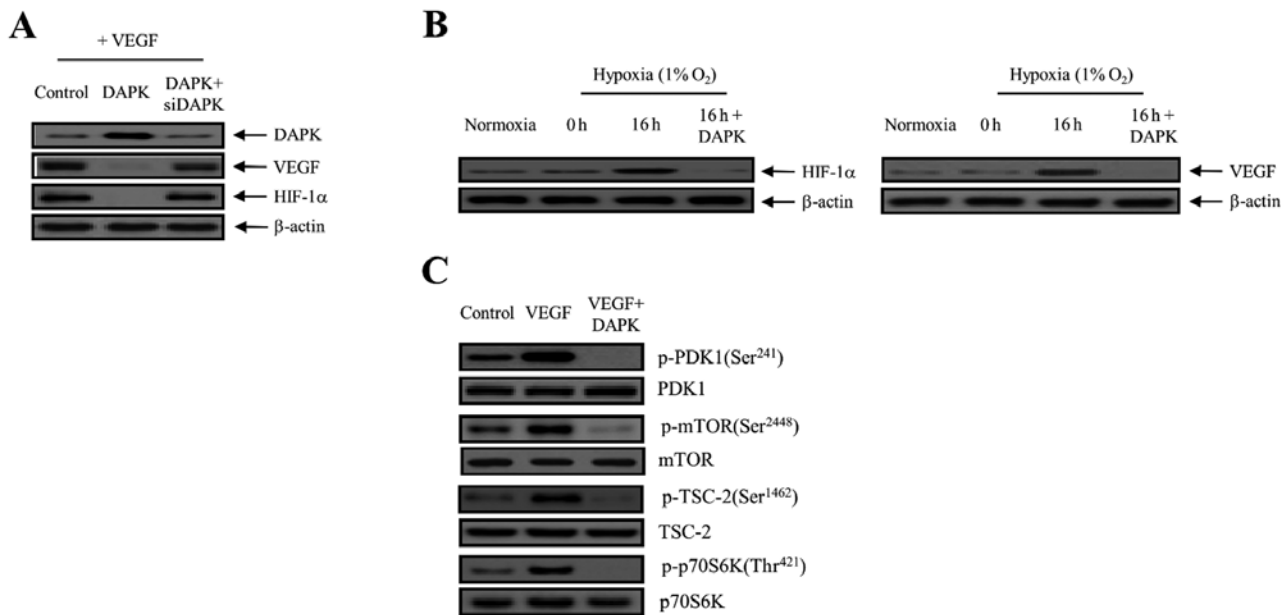 A
+ VEGF
Control DAPK DAPK+ siDAPK
DAPK
VEGF
HIF-1α
β-actin
B
Hypoxia (1% O₂)
Normoxia 0 h 16 h 16 h + DAPK
HIF-1α
β-actin
Hypoxia (1% O₂)
Normoxia 0 h 16 h 16 h + DAPK
VEGF
β-actin
C
Control VEGF VEGF+ DAPK
p-PDK1(Ser²⁴¹)
PDK1
p-mTOR(Ser²⁴⁴⁸)
mTOR
p-TSC-2(Ser¹⁴⁶²)
TSC-2
p-p70S6K(Thr⁴²¹)
p70S6K